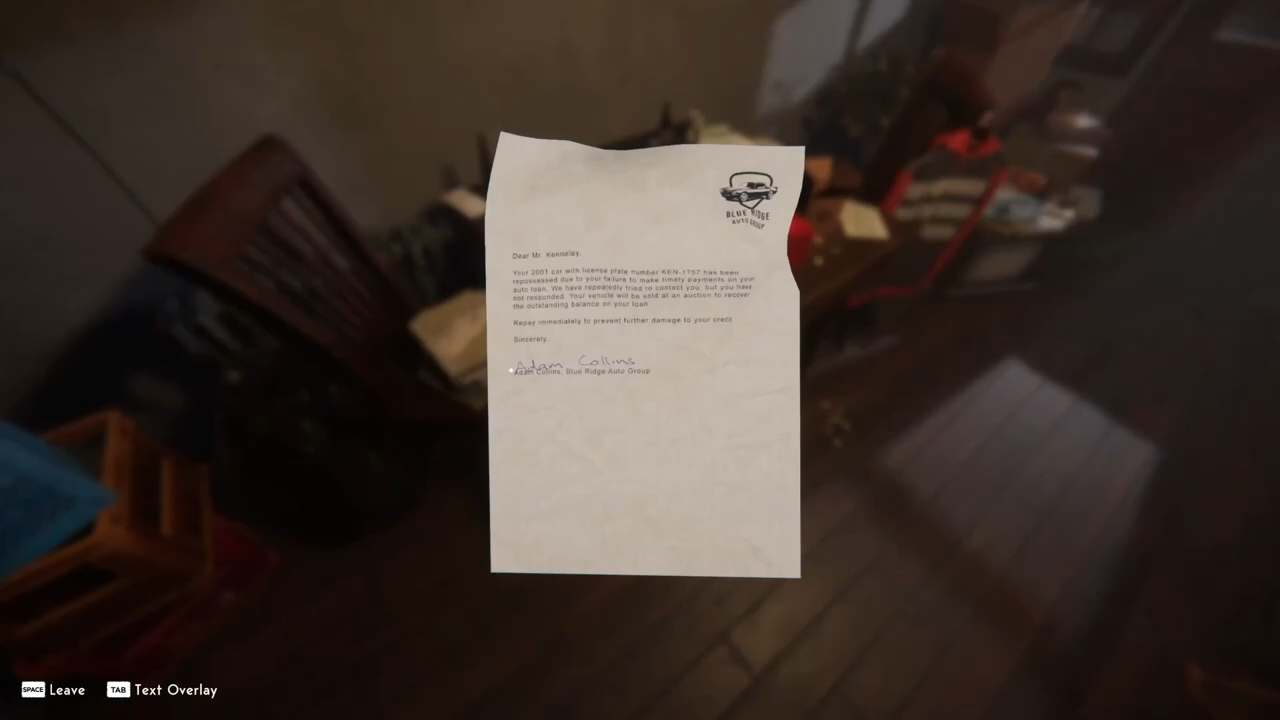 BLUE RIDGE
AUTO GROUP
Dear Mr. Kenneley,
Your 2001 car with license plate number KEN-1757 has been
repossessed due to your failure to make timely payments on your
auto loan. We have repeatedly tried to contact you, but you have
not responded. Your vehicle will be sold at an auction to recover
the outstanding balance on your loan.
Repay immediately to prevent further damage to your credit.
Sincerely,
Adam Collins
Adam Collins, Blue Ridge Auto Group
SPACE Leave TAB Text Overlay